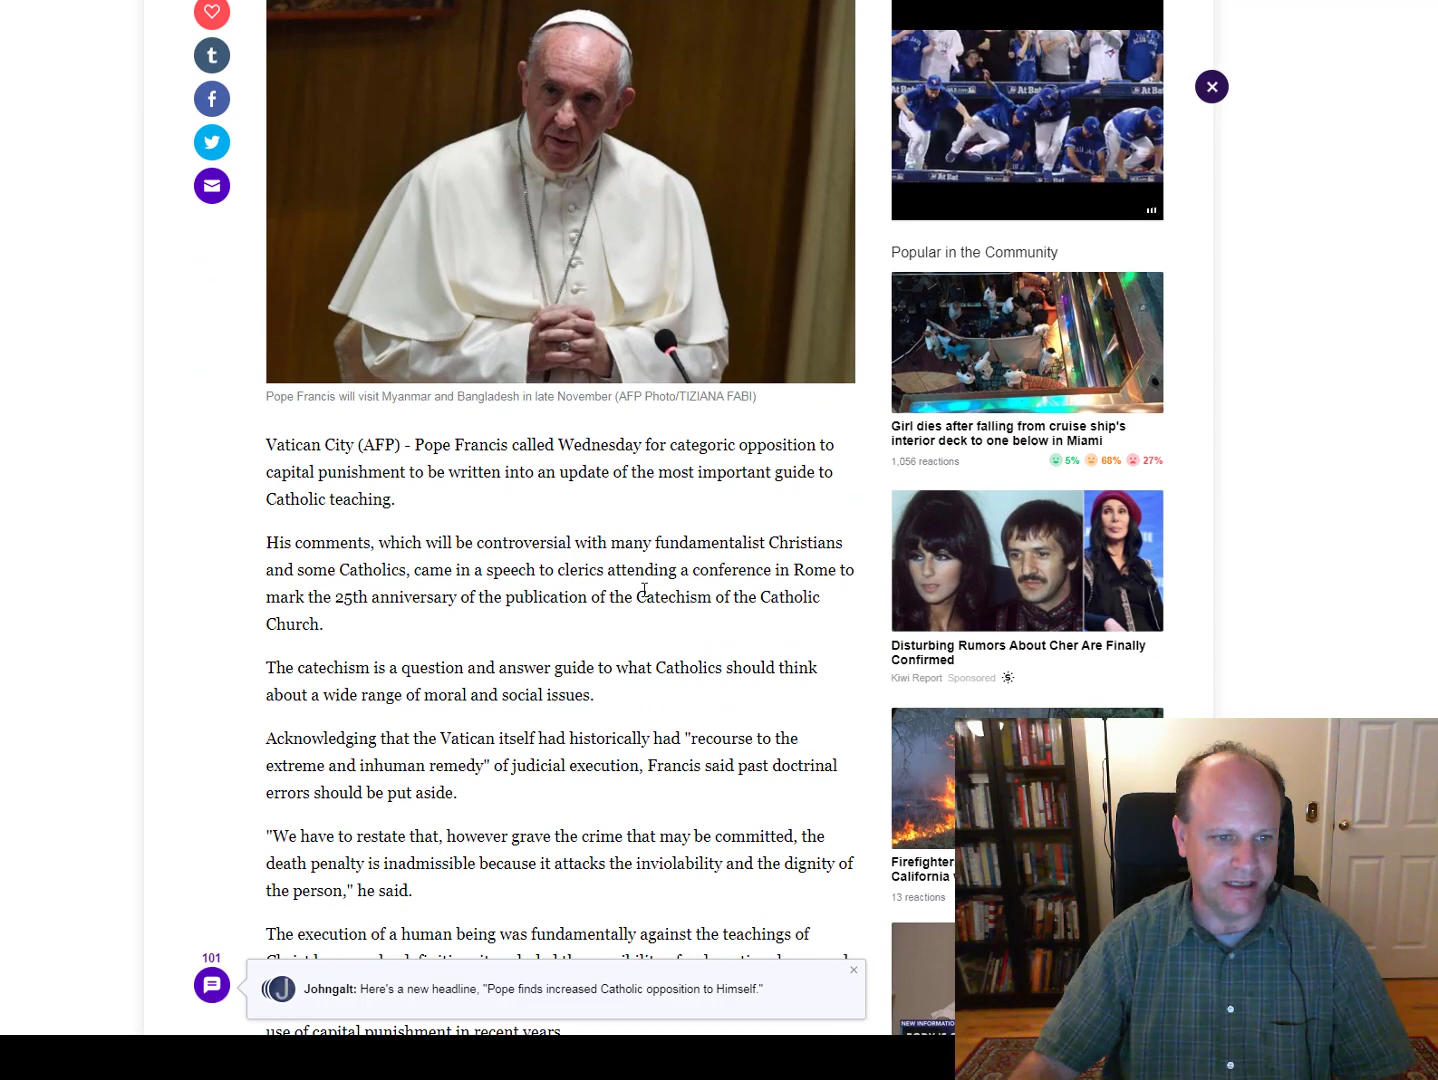 Pope Francis will visit Myanmar and Bangladesh in late November (AFP Photo/TIZIANA FABI)
Vatican City (AFP) - Pope Francis called Wednesday for categoric opposition to
capital punishment to be written into an update of the most important guide to
Catholic teaching.
His comments, which will be controversial with many fundamentalist Christians
and some Catholics, came in a speech to clerics attending a conference in Rome to
mark the 25th anniversary of the publication of the Catechism of the Catholic
Church.
The catechism is a question and answer guide to what Catholics should think
about a wide range of moral and social issues.
Acknowledging that the Vatican itself had historically had "recourse to the
extreme and inhuman remedy" of judicial execution, Francis said past doctrinal
errors should be put aside.
"We have to restate that, however grave the crime that may be committed, the
death penalty is inadmissible because it attacks the inviolability and the dignity of
the person," he said.
The execution of a human being was fundamentally against the teachings of
use of capital punishment in recent years.
101
Johngalt: Here's a new headline, "Pope finds increased Catholic opposition to Himself."
At Bat
Popular in the Community
Girl dies after falling from cruise ship's
interior deck to one below in Miami
1,056 reactions 5% 68% 27%
Disturbing Rumors About Cher Are Finally
Confirmed
Kiwi Report Sponsored
Firefighter
California
13 reactions
NEW INFORMATIO